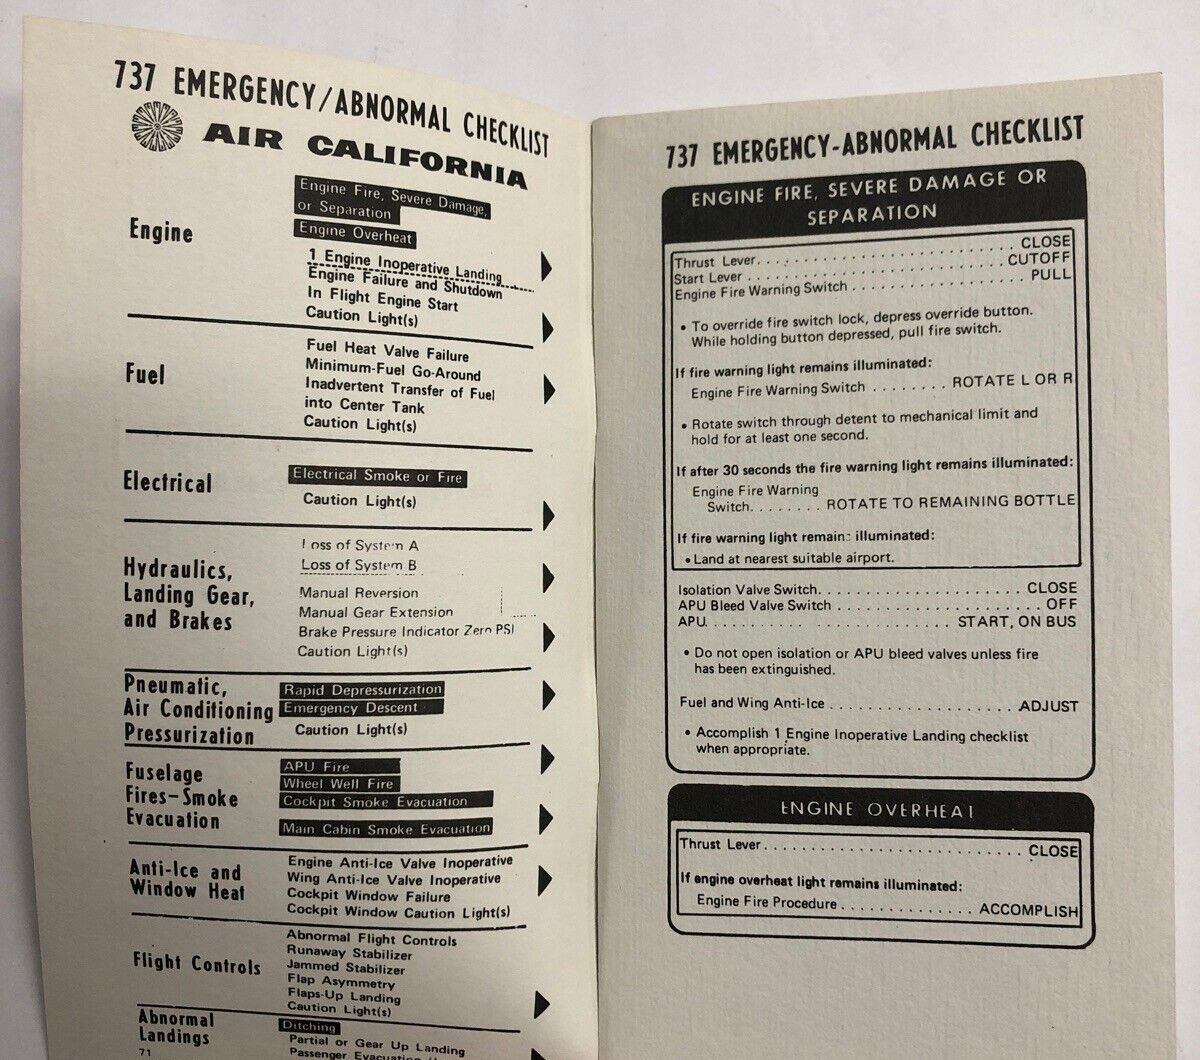 737 EMERGENCY/ABNORMAL CHECKLIST
AIR CALIFORNIA
Engine
Engine Fire, Severe Damage,
or Separation
Engine Overheat
1 Engine Inoperative Landing
Engine Failure and Shutdown
In Flight Engine Start
Caution Light(s)
Fuel
Fuel Heat Valve Failure
Minimum-Fuel Go-Around
Inadvertent Transfer of Fuel
into Center Tank
Caution Light(s)
Electrical
Electrical Smoke or Fire
Caution Light(s)
Hydraulics,
Landing Gear,
and Brakes
Loss of System A
Loss of System B
Manual Reversion
Manual Gear Extension
Brake Pressure Indicator Zero PSI
Caution Light(s)
Pneumatic,
Air Conditioning
Pressurization
Rapid Depressurization
Emergency Descent
Caution Light(s)
Fuselage
Fires–Smoke
Evacuation
APU Fire
Wheel Well Fire
Cockpit Smoke Evacuation
Main Cabin Smoke Evacuation
Anti-Ice and
Window Heat
Engine Anti-Ice Valve Inoperative
Wing Anti-Ice Valve Inoperative
Cockpit Window Failure
Cockpit Window Caution Light(s)
Flight Controls
Abnormal Flight Controls
Runaway Stabilizer
Jammed Stabilizer
Flap Asymmetry
Flaps-Up Landing
Caution Light(s)
Abnormal
Landings
71
Ditching
Partial or Gear Up Landing
Passenger Evacuation
737 EMERGENCY-ABNORMAL CHECKLIST
ENGINE FIRE, SEVERE DAMAGE OR
SEPARATION
Thrust Lever. . . . . . . . . . . . . . . . . . . . . . . . CLOSE
Start Lever . . . . . . . . . . . . . . . . . . . . . . . CUTOFF
Engine Fire Warning Switch . . . . . . . . . . . . . . . . . . PULL
• To override fire switch lock, depress override button.
While holding button depressed, pull fire switch.
If fire warning light remains illuminated:
Engine Fire Warning Switch . . . . . . . . ROTATE L OR R
• Rotate switch through detent to mechanical limit and
hold for at least one second.
If after 30 seconds the fire warning light remains illuminated:
Engine Fire Warning
Switch. . . . . . . . ROTATE TO REMAINING BOTTLE
If fire warning light remains illuminated:
• Land at nearest suitable airport.
Isolation Valve Switch. . . . . . . . . . . . . . . . . . . . . . CLOSE
APU Bleed Valve Switch . . . . . . . . . . . . . . . . . . . . . . OFF
APU. . . . . . . . . . . . . . . . . . . . . . . . START, ON BUS
• Do not open isolation or APU bleed valves unless fire
has been extinguished.
Fuel and Wing Anti-Ice . . . . . . . . . . . . . . . . . . ADJUST
• Accomplish 1 Engine Inoperative Landing checklist
when appropriate.
ENGINE OVERHEAT
Thrust Lever. . . . . . . . . . . . . . . . . . . . . . . . . . CLOSE
If engine overheat light remains illuminated:
Engine Fire Procedure . . . . . . . . . . . . . . ACCOMPLISH